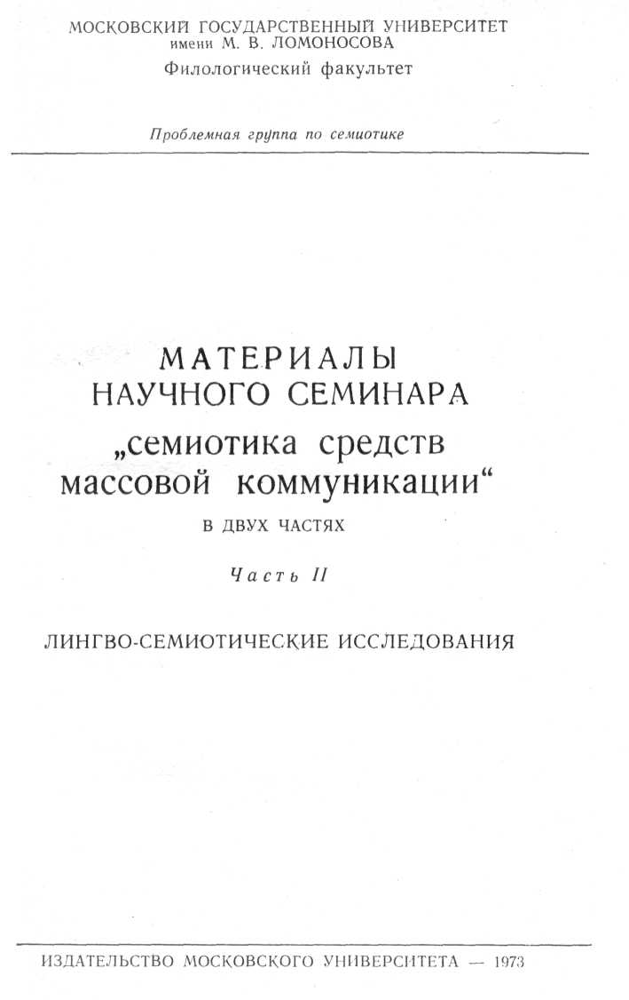 МОСКОВСКИЙ ГОСУДАРСТВЕННЫЙ УНИВЕРСИТЕТ
имени М. В. ЛОМОНОСОВА
Филологический факультет
Проблемная группа по семиотике
МАТЕРИАЛЫ
НАУЧНОГО СЕМИНАРА
„семиотика средств
массовой коммуникации“
В ДВУХ ЧАСТЯХ
Часть II
ЛИНГВО-СЕМИОТИЧЕСКИЕ ИССЛЕДОВАНИЯ
ИЗДАТЕЛЬСТВО МОСКОВСКОГО УНИВЕРСИТЕТА — 1973